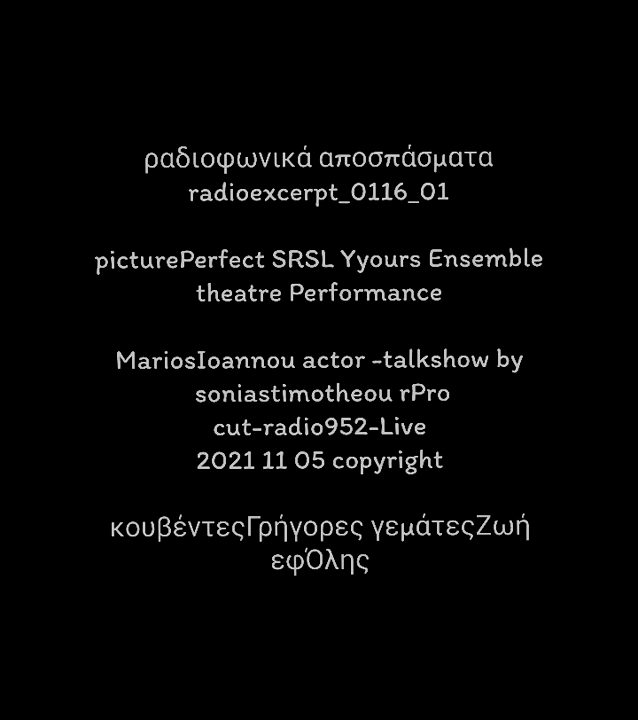 ραδιοφωνικά αποσπάσματα
radioexcerpt_0116_01
picturePerfect SRSL Yyours Ensemble
theatre Performance
MariosIoannou actor -talkshow by
soniastimotheou rPro
cut-radio952-Live
2021 11 05 copyright
κουβέντεςΓρήγορες γεμάτεςΖωή
εφΌλης